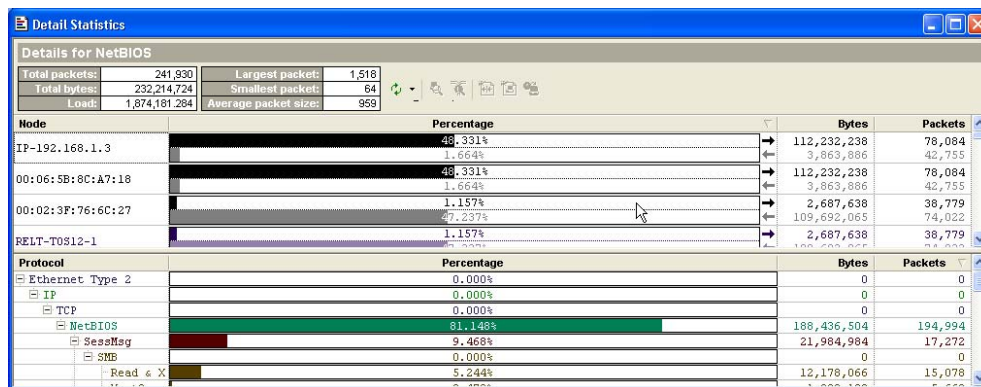 Detail Statistics
Details for NetBIOS
Total packets: 241,930 Largest packet: 1,518
Total bytes: 232,214,724 Smallest packet: 64
Load: 1,874,181.284 Average packet size: 959
Node Percentage Bytes Packets
IP-192.168.1.3 48.331% 112,232,238 78,084
1.664% 3,863,886 42,755
00:06:5B:8C:A7:18 48.331% 112,232,238 78,084
1.664% 3,863,886 42,755
00:02:3F:76:6C:27 1.157% 2,687,638 38,779
47.237% 109,692,065 74,022
RELT-TOS12-1 1.157% 2,687,638 38,779
Protocol Percentage Bytes Packets
Ethernet Type 2 0.000% 0 0
IP 0.000% 0 0
TCP 0.000% 0 0
NetBIOS 81.148% 188,436,504 194,994
SessMsg 9.468% 21,984,984 17,272
SMB 0.000% 0 0
Read & X 5.244% 12,178,066 15,078